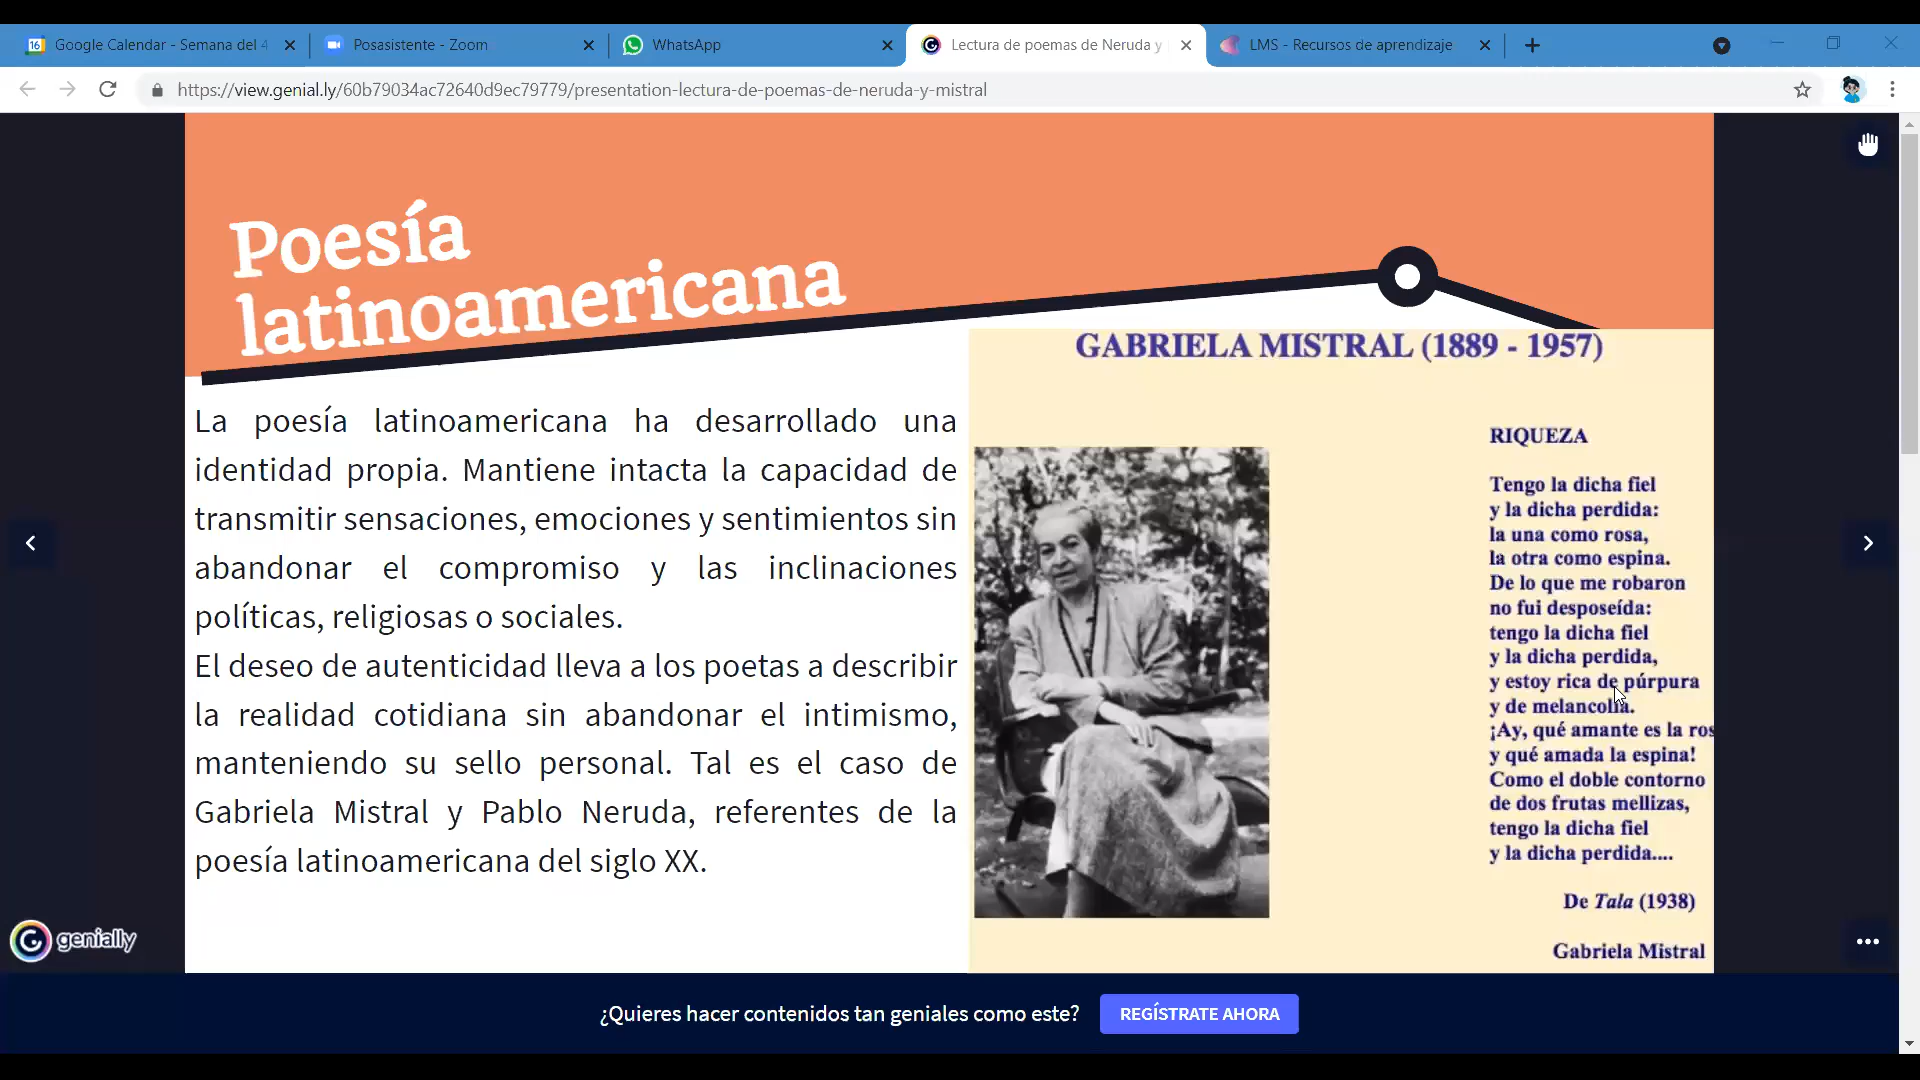 Google Calendar - Semana del 4
Posasistente - Zoom
WhatsApp
Lectura de poemas de Neruda y
LMS - Recursos de aprendizaje
https://view.genial.ly/60b79034ac72640d9ec79779/presentation-lectura-de-poemas-de-neruda-y-mistral
Poesía
latinoamericana
La poesía latinoamericana ha desarrollado una
identidad propia. Mantiene intacta la capacidad de
transmitir sensaciones, emociones y sentimientos sin
abandonar el compromiso y las inclinaciones
políticas, religiosas o sociales.
El deseo de autenticidad lleva a los poetas a describir
la realidad cotidiana sin abandonar el intimismo,
manteniendo su sello personal. Tal es el caso de
Gabriela Mistral y Pablo Neruda, referentes de la
poesía latinoamericana del siglo XX.
GABRIELA MISTRAL (1889 - 1957)
RIQUEZA
Tengo la dicha fiel
y la dicha perdida:
la una como rosa,
la otra como espina.
De lo que me robaron
no fui desposeída:
tengo la dicha fiel
y la dicha perdida,
y estoy rica de púrpura
y de melancolía.
¡Ay, qué amante es la ros
y qué amada la espina!
Como el doble contorno
de dos frutas mellizas,
tengo la dicha fiel
y la dicha perdida....
De Tala (1938)
Gabriela Mistral
genially
¿Quieres hacer contenidos tan geniales como este?
REGÍSTRATE AHORA